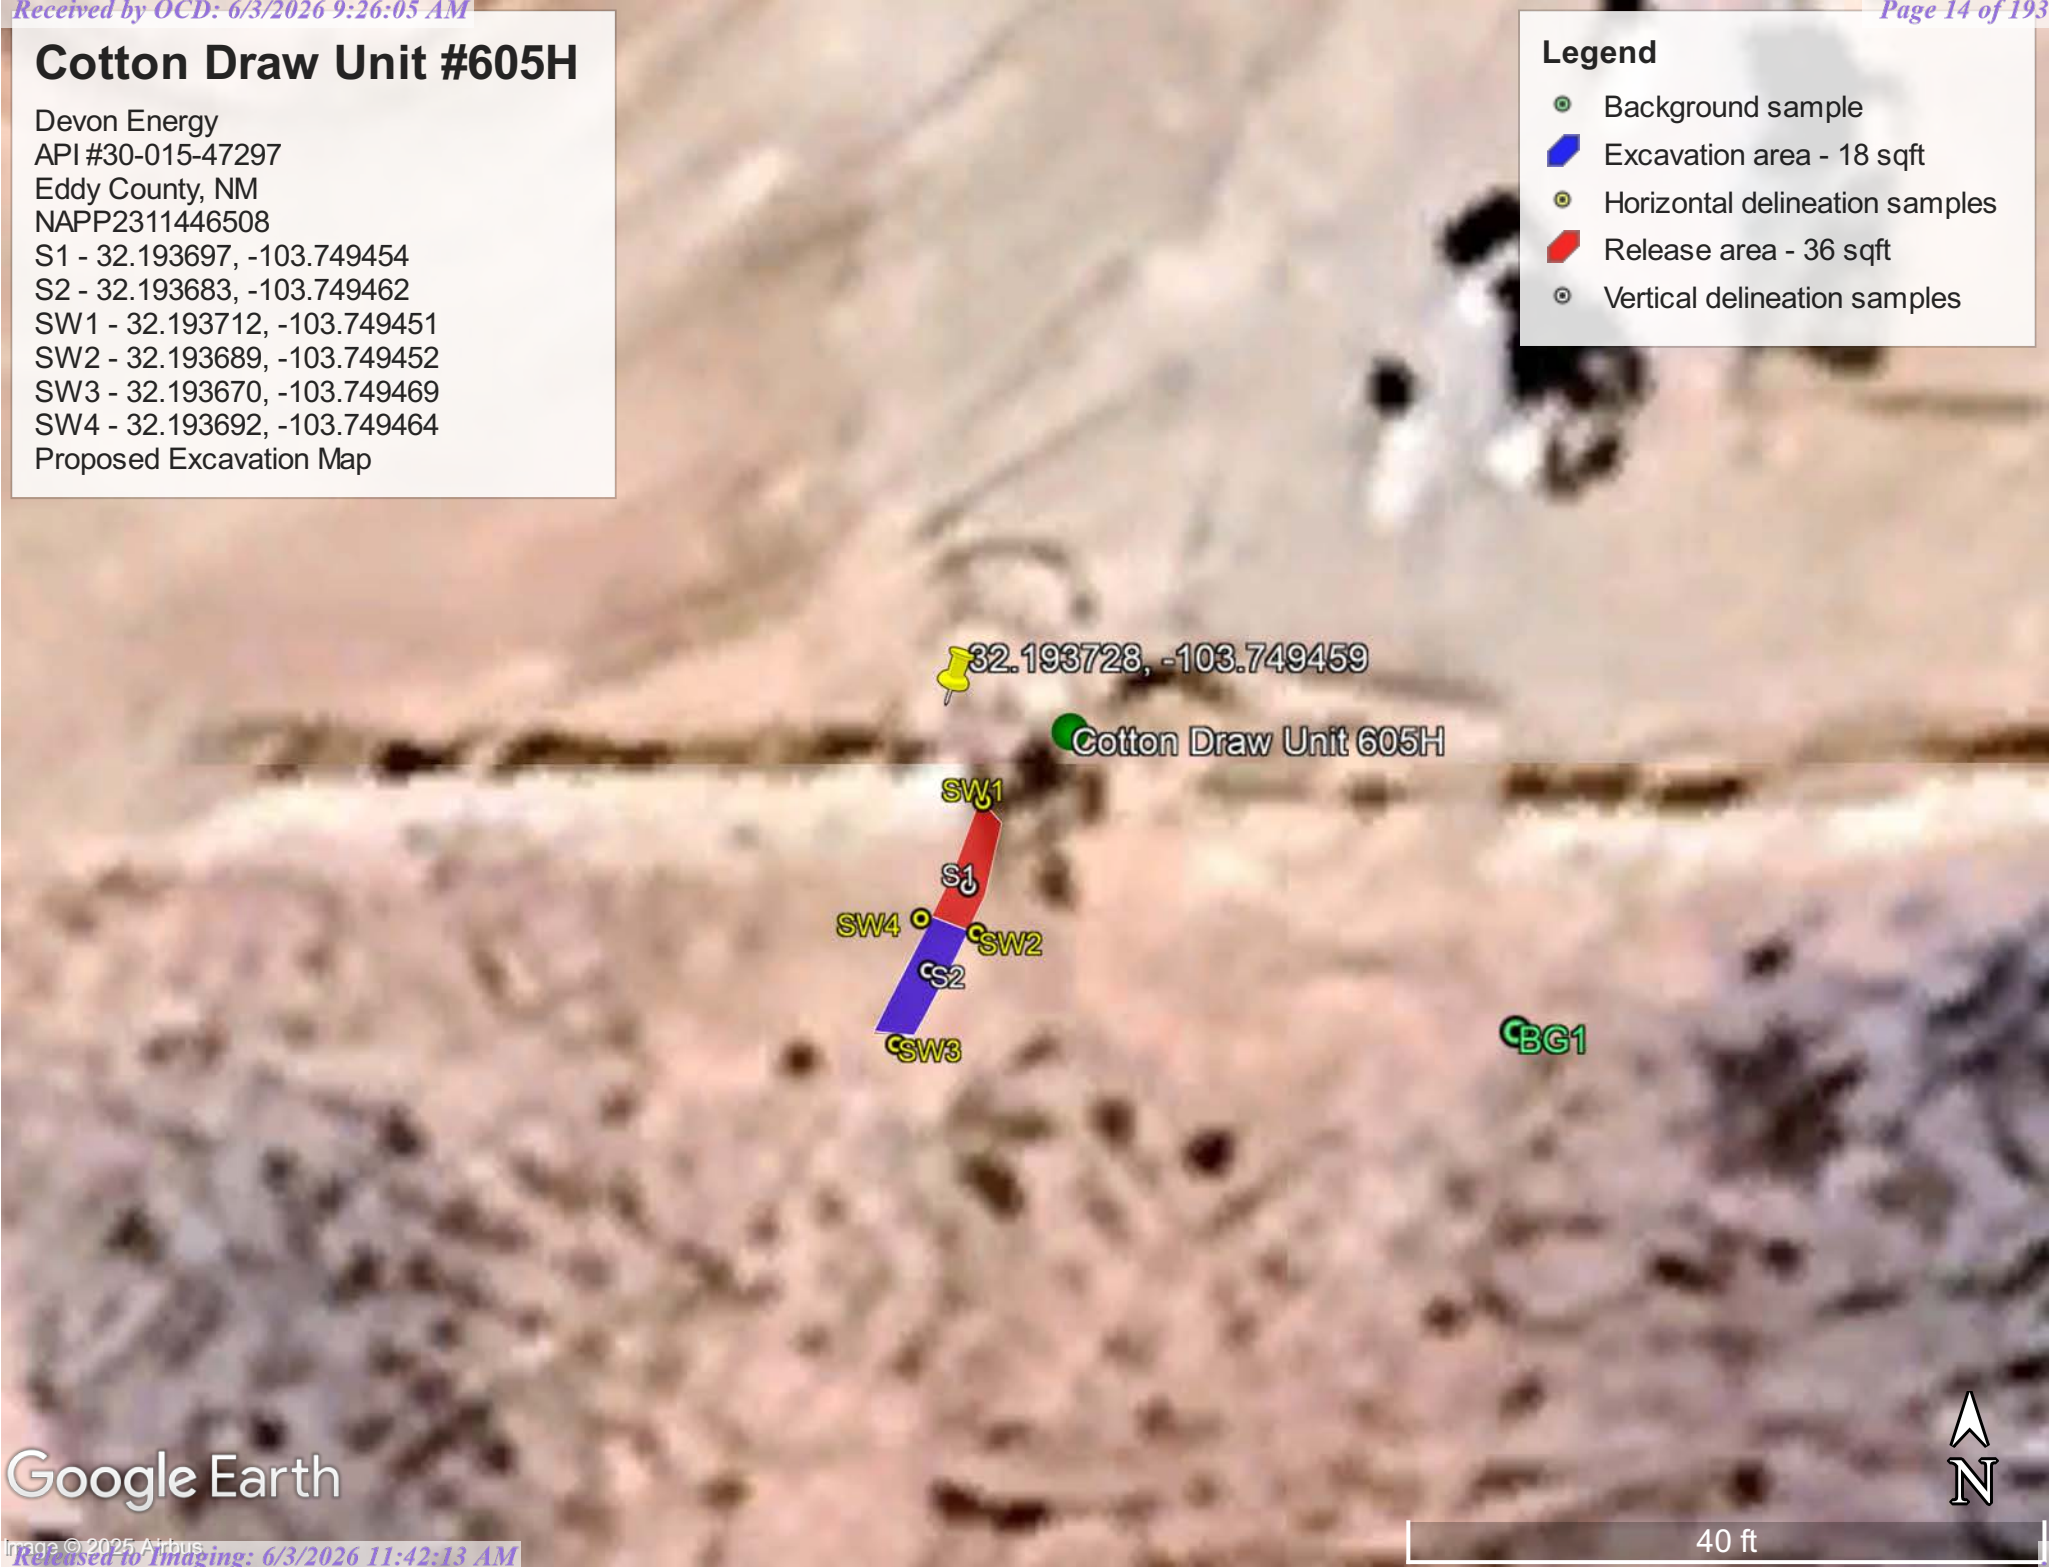 Received by OCD: 6/3/2026 9:26:05 AM
Page 14 of 193
Cotton Draw Unit #605H
Devon Energy
API #30-015-47297
Eddy County, NM
NAPP2311446508
S1 - 32.193697, -103.749454
S2 - 32.193683, -103.749462
SW1 - 32.193712, -103.749451
SW2 - 32.193689, -103.749452
SW3 - 32.193670, -103.749469
SW4 - 32.193692, -103.749464
Proposed Excavation Map
Legend
Background sample
Excavation area - 18 sqft
Horizontal delineation samples
Release area - 36 sqft
Vertical delineation samples
32.193728, -103.749459
Cotton Draw Unit 605H
SW1
S1
SW4
SW2
S2
SW3
BG1
N
Google Earth
40 ft
Image © 2025 Airbus
Released to Imaging: 6/3/2026 11:42:13 AM